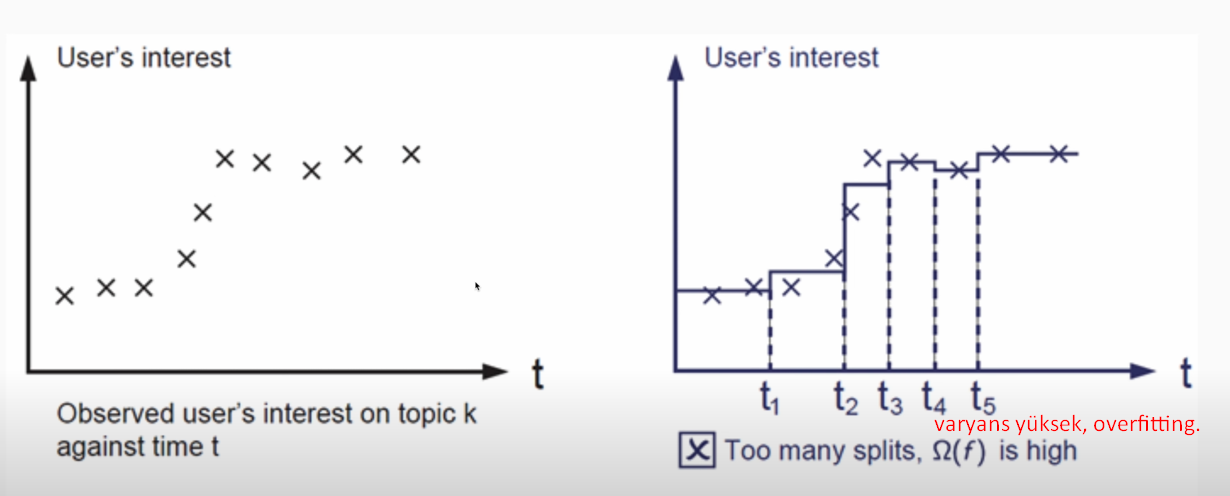 User's interest
t
Observed user's interest on topic k
against time t
User's interest
t
t₁ t₂ t₃ t₄ t₅
varyans yüksek, overfitting.
Too many splits, Ω(f) is high